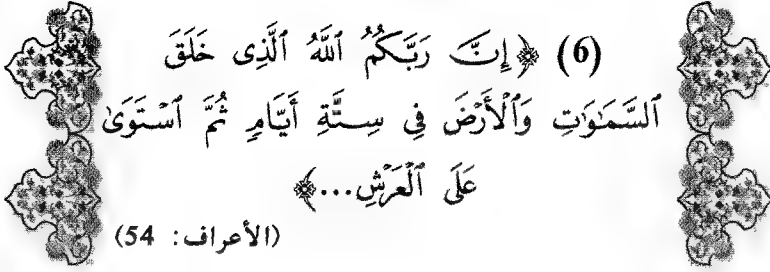 (6) ﴿إِنَّ رَبَّكُمُ ٱللَّهُ ٱلَّذِى خَلَقَ
ٱلسَّمَـٰوَٰتِ وَٱلْأَرْضَ فِى سِتَّةِ أَيَّامٍ ثُمَّ ٱسْتَوَىٰ
عَلَى ٱلْعَرْشِ...﴾
(الأعراف: 54)